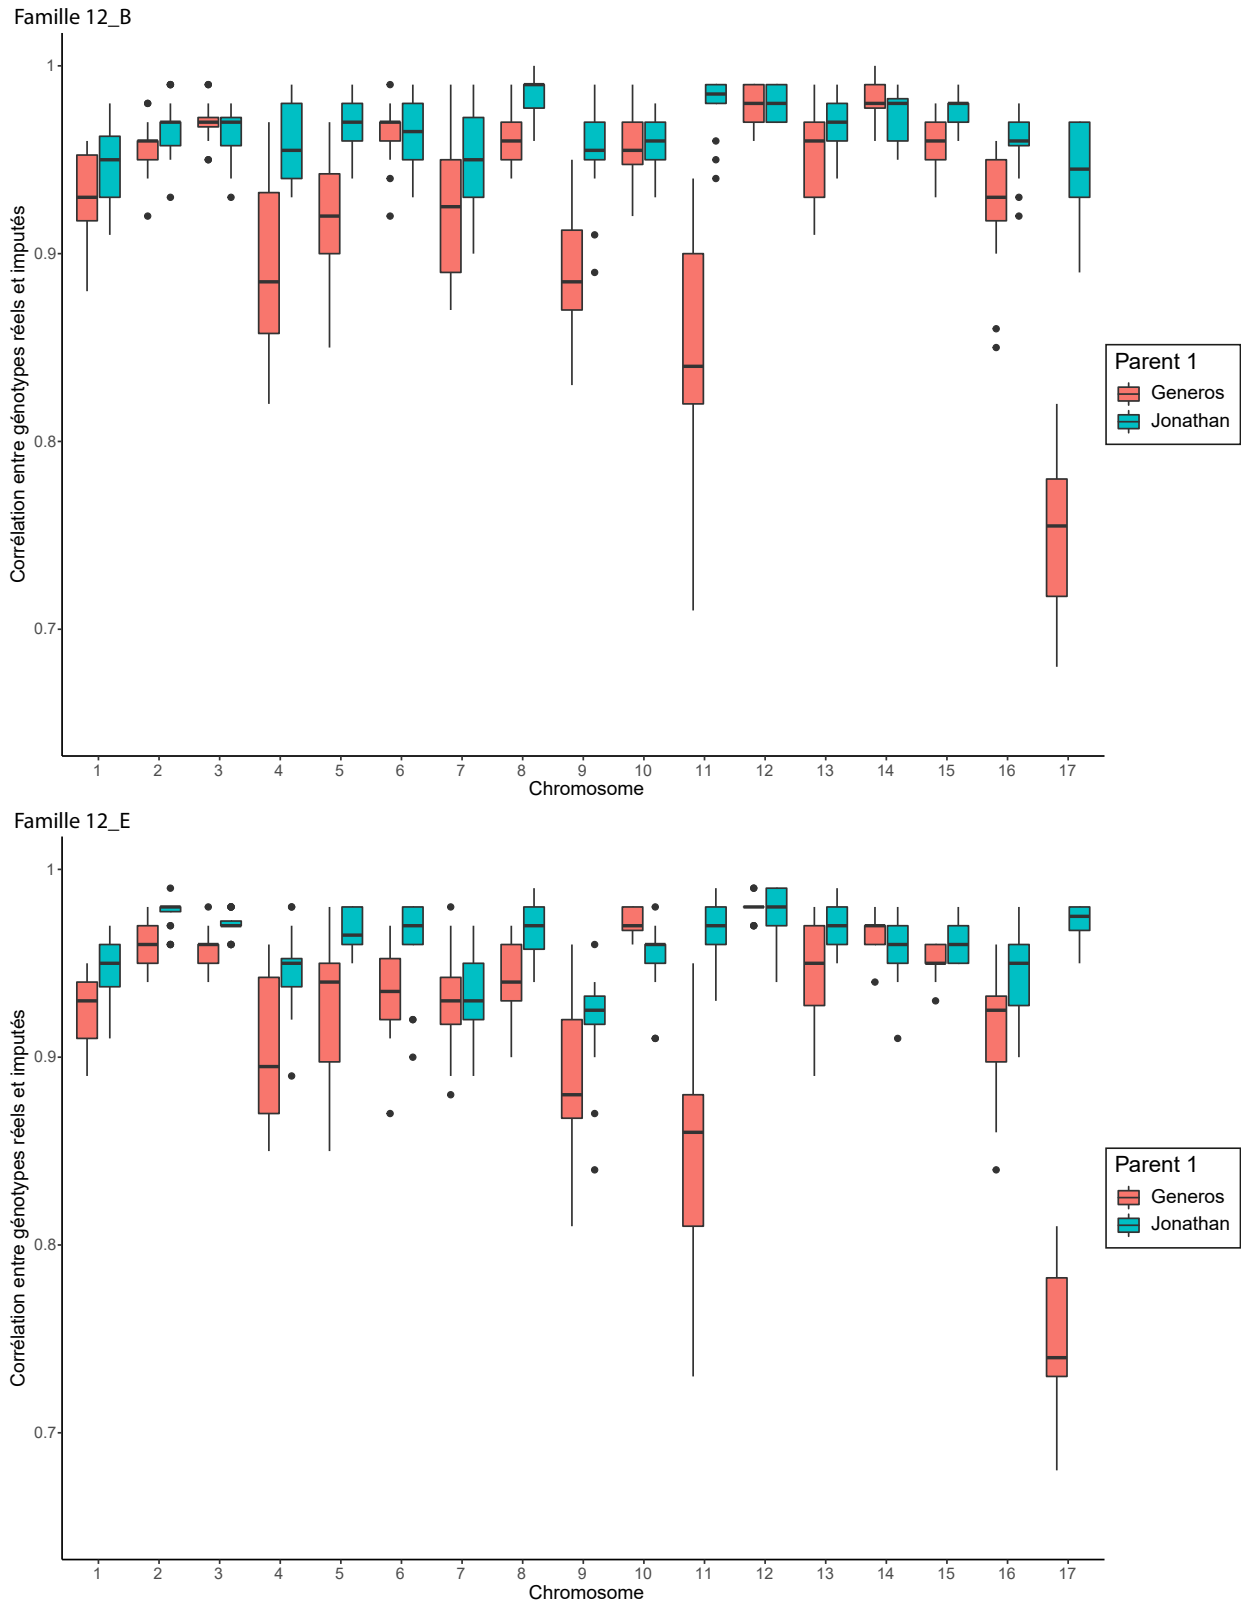 Famille 12_B
1
0.9
0.8
0.7
Corrélation entre génotypes réels et imputés
1 2 3 4 5 6 7 8 9 10 11 12 13 14 15 16 17
Chromosome
Parent 1
Generos
Jonathan
Famille 12_E
1
0.9
0.8
0.7
Corrélation entre génotypes réels et imputés
1 2 3 4 5 6 7 8 9 10 11 12 13 14 15 16 17
Chromosome
Parent 1
Generos
Jonathan